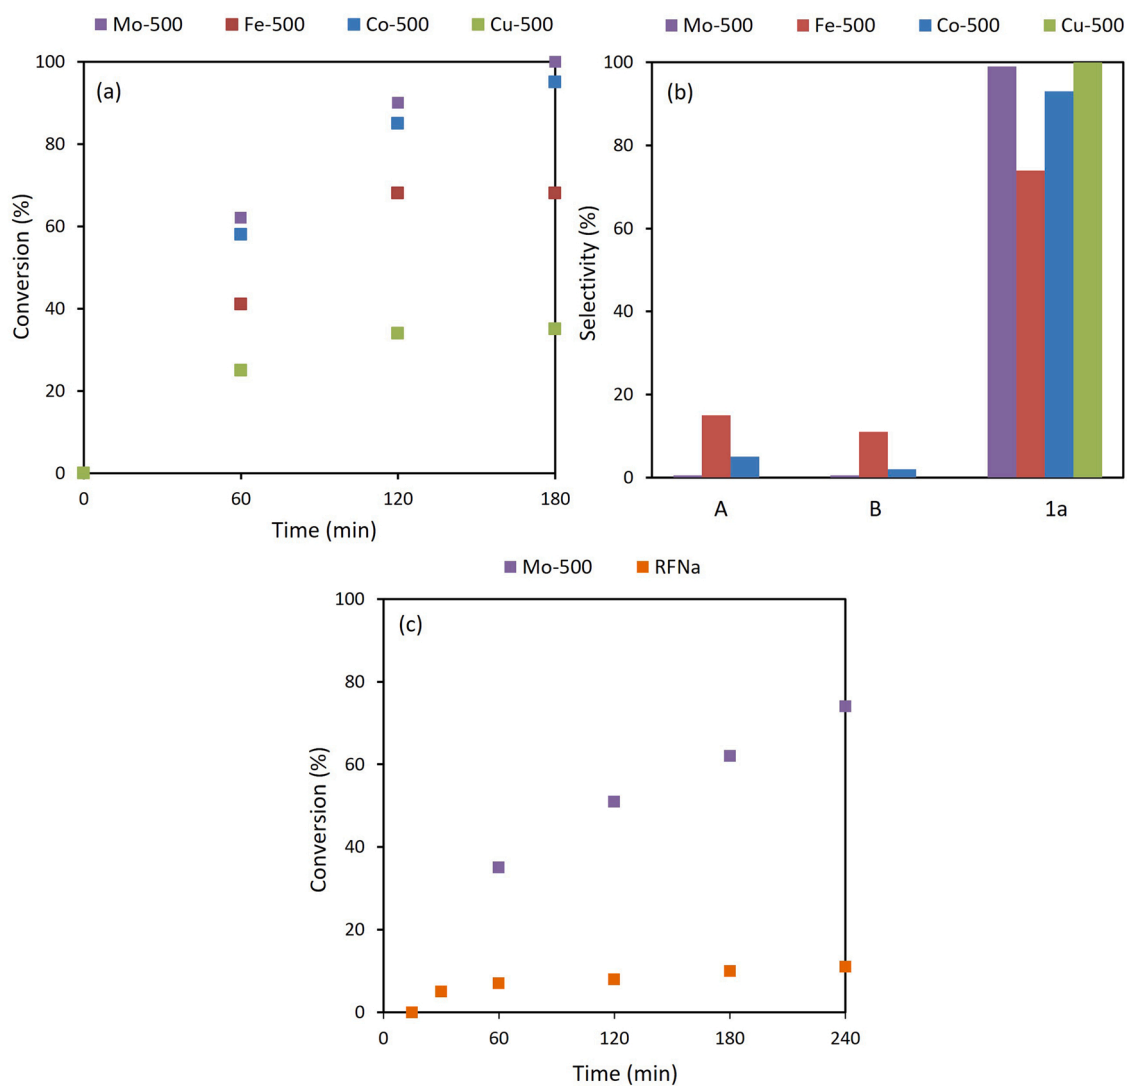 Mo-500 Fe-500 Co-500 Cu-500
(a)
100
80
60
40
20
0
Conversion (%)
0 60 120 180
Time (min)
Mo-500 Fe-500 Co-500 Cu-500
(b)
100
80
60
40
20
0
Selectivity (%)
A B 1a
Mo-500 RFNa
(c)
100
80
60
40
20
0
Conversion (%)
0 60 120 180 240
Time (min)